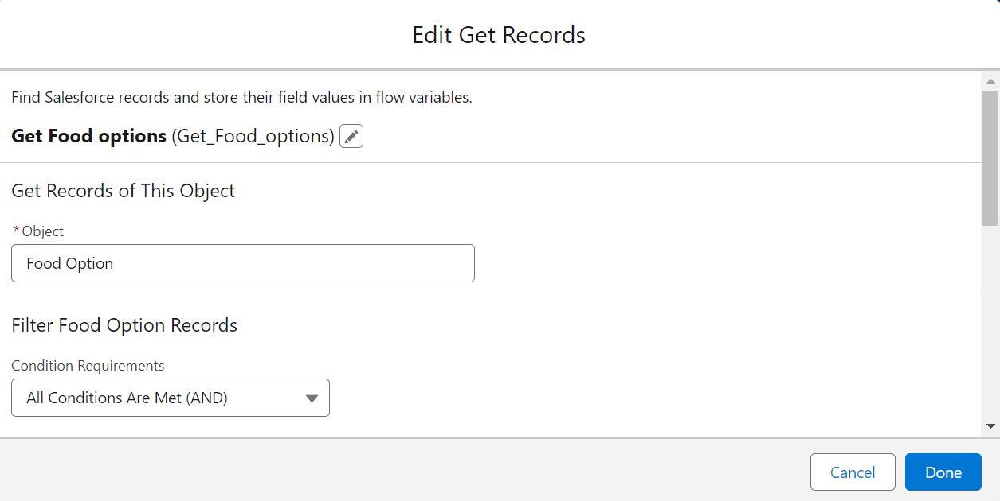 Edit Get Records
Find Salesforce records and store their field values in flow variables.
Get Food options (Get_Food_options)
Get Records of This Object
*Object
Food Option
Filter Food Option Records
Condition Requirements
All Conditions Are Met (AND)
Cancel Done